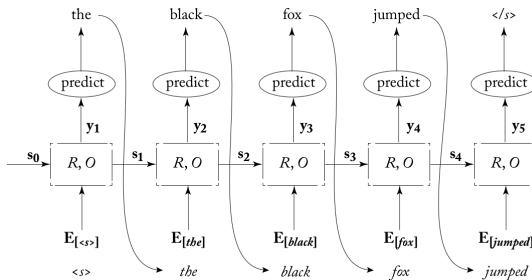 the black fox jumped </s>
predict predict predict predict predict
y1 y2 y3 y4 y5
s0 R, O s1 R, O s2 R, O s3 R, O s4 R, O
E[<s>] E[the] E[black] E[fox] E[jumped]
<s> the black fox jumped